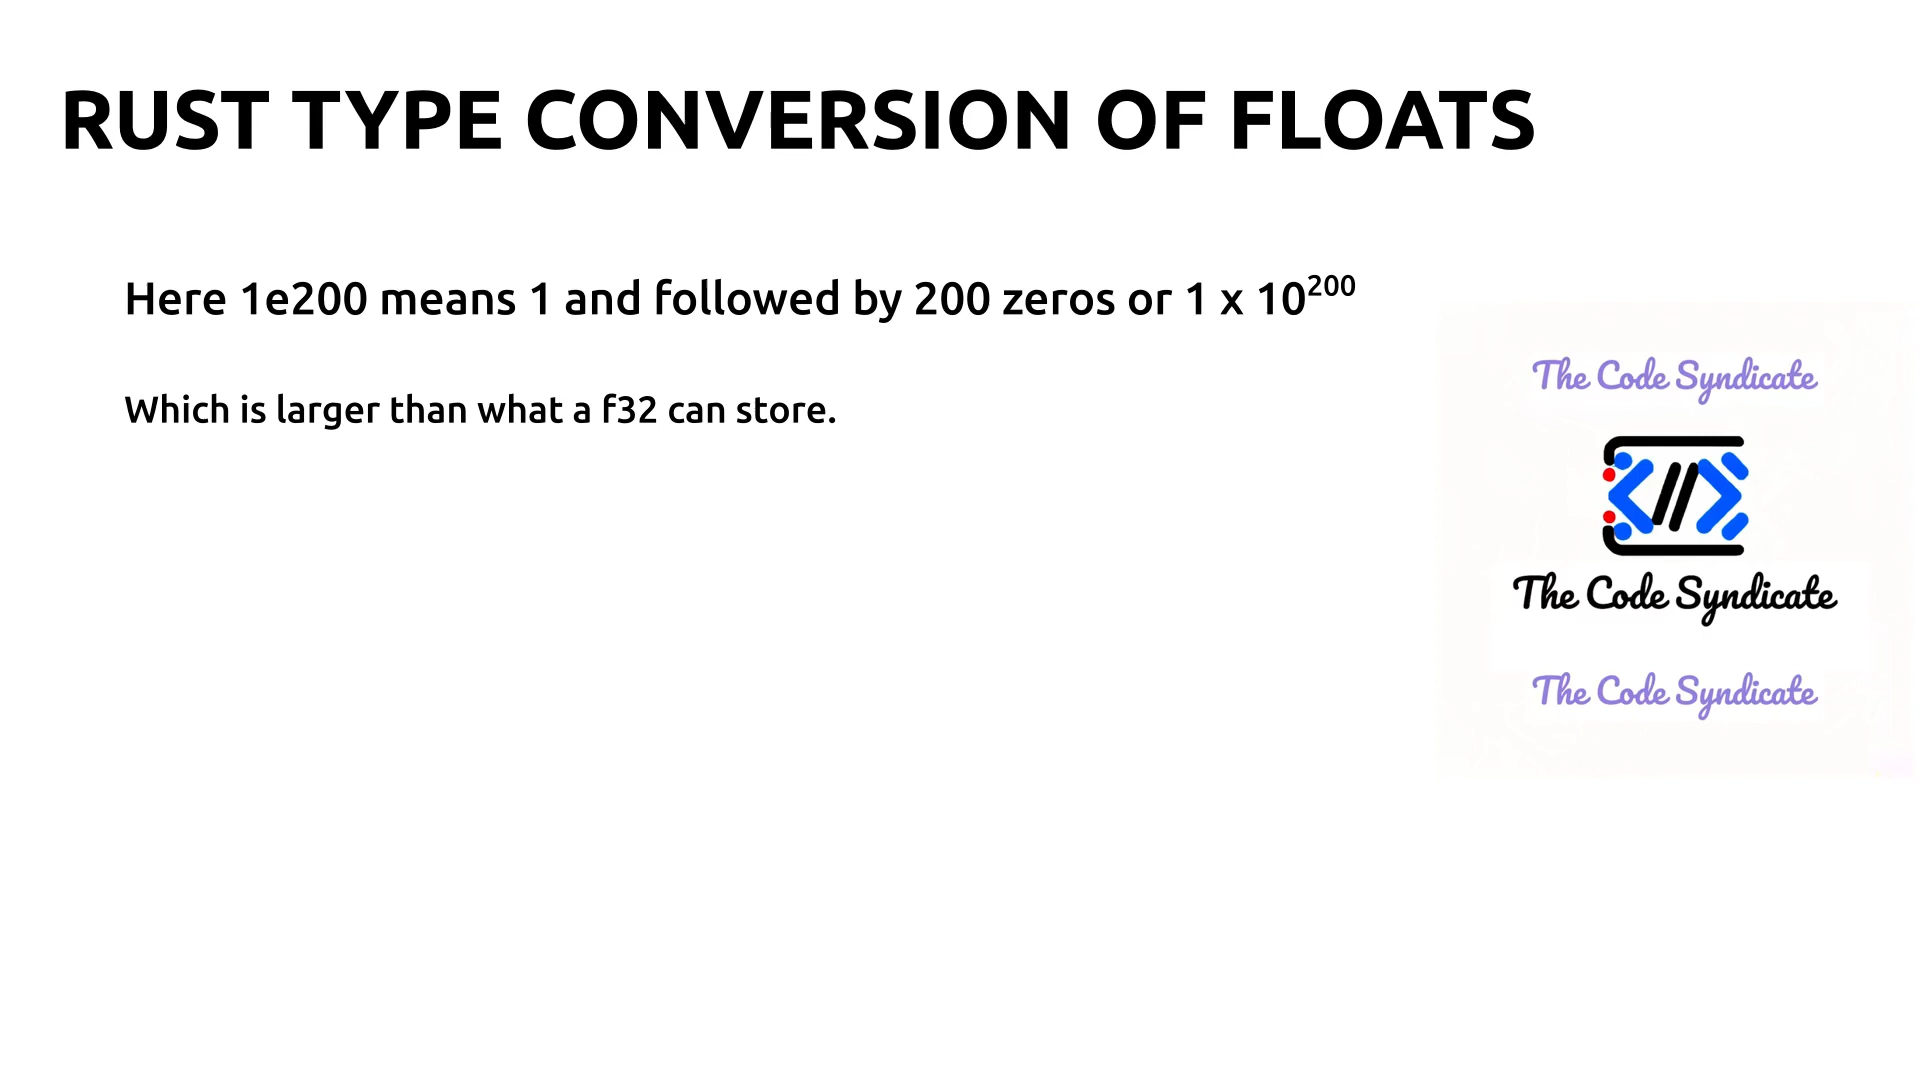 RUST TYPE CONVERSION OF FLOATS
Here 1e200 means 1 and followed by 200 zeros or 1 x 10²⁰⁰
Which is larger than what a f32 can store.
The Code Syndicate
The Code Syndicate
The Code Syndicate